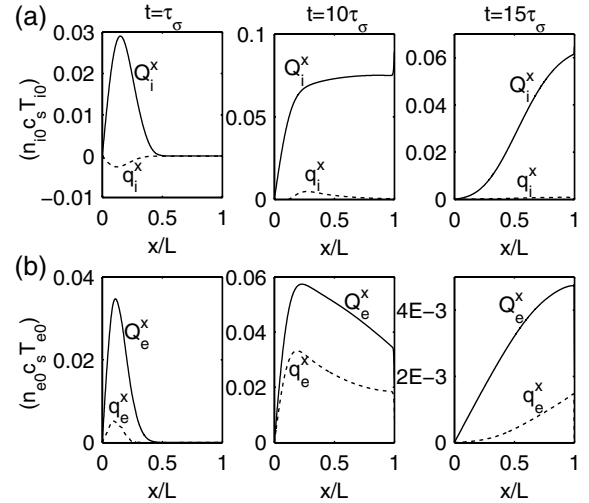 (a) t=τ_σ t=10τ_σ t=15τ_σ
(n_i0 c_s T_i0)
0.03
0.02
0.01
0
-0.01
Q_i^x
q_i^x
0 0.5 1
x/L
0.1
0.05
0
Q_i^x
q_i^x
0 0.5 1
x/L
0.06
0.04
0.02
0
Q_i^x
q_i^x
0 0.5 1
x/L
(b)
(n_e0 c_s T_e0)
0.04
0.02
0
Q_e^x
q_e^x
0 0.5 1
x/L
0.06
0.04
0.02
0
Q_e^x
q_e^x
0 0.5 1
x/L
4E-3
2E-3
0
Q_e^x
q_e^x
0 0.5 1
x/L